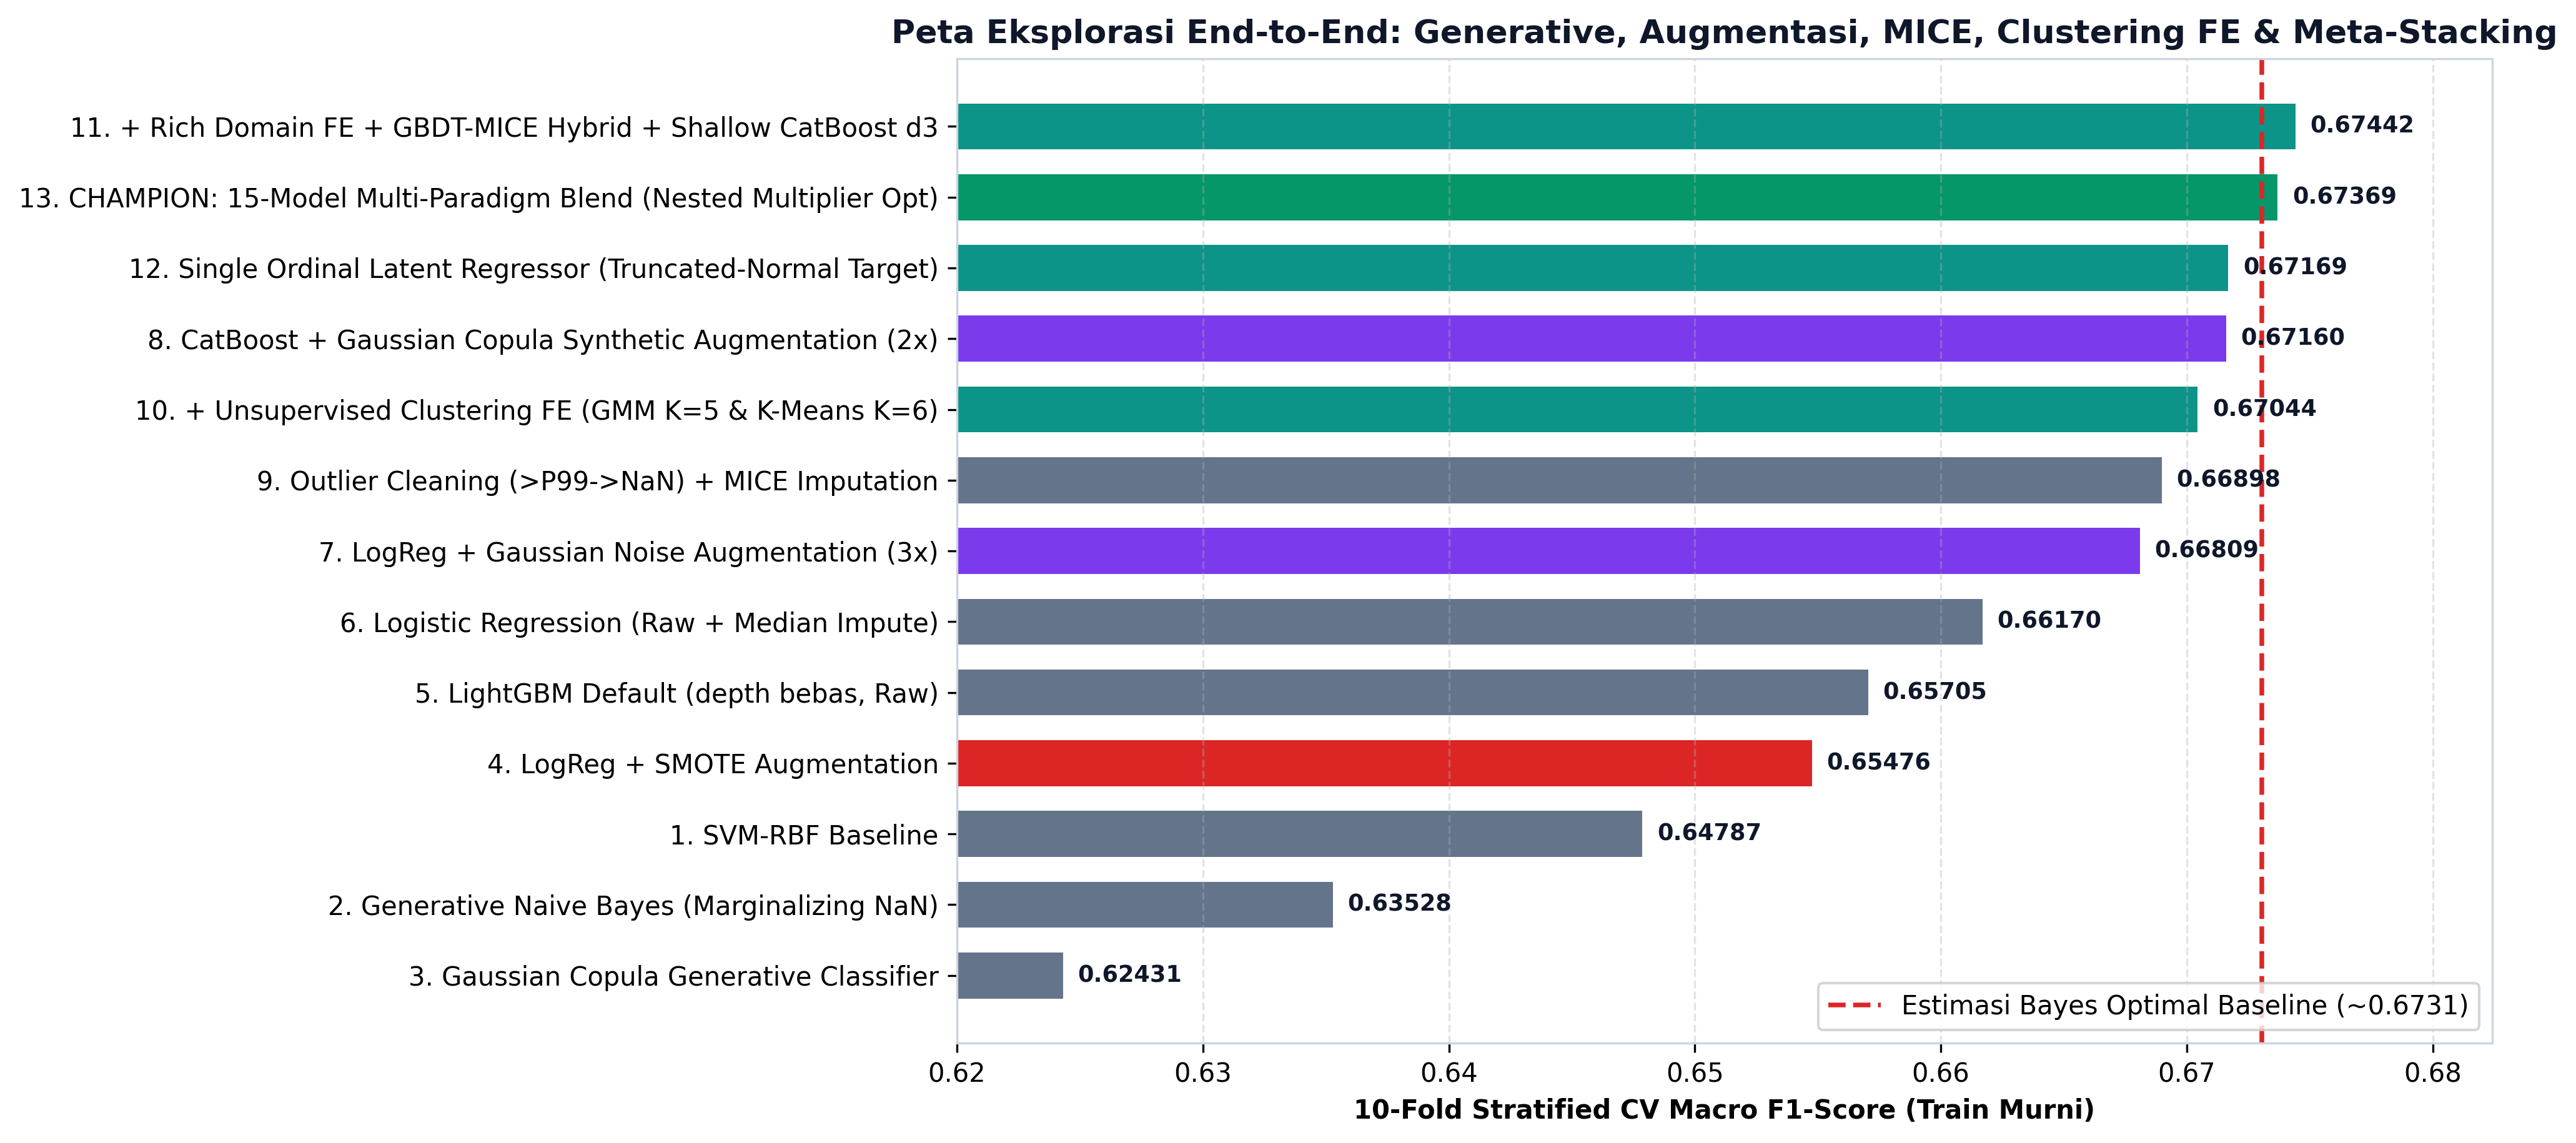 Peta Eksplorasi End-to-End: Generative, Augmentasi, MICE, Clustering FE & Meta-Stacking
11. + Rich Domain FE + GBDT-MICE Hybrid + Shallow CatBoost d3
0.67442
13. CHAMPION: 15-Model Multi-Paradigm Blend (Nested Multiplier Opt)
0.67369
12. Single Ordinal Latent Regressor (Truncated-Normal Target)
0.67169
8. CatBoost + Gaussian Copula Synthetic Augmentation (2x)
0.67160
10. + Unsupervised Clustering FE (GMM K=5 & K-Means K=6)
0.67044
9. Outlier Cleaning (>P99->NaN) + MICE Imputation
0.66898
7. LogReg + Gaussian Noise Augmentation (3x)
0.66809
6. Logistic Regression (Raw + Median Impute)
0.66170
5. LightGBM Default (depth bebas, Raw)
0.65705
4. LogReg + SMOTE Augmentation
0.65476
1. SVM-RBF Baseline
0.64787
2. Generative Naive Bayes (Marginalizing NaN)
0.63528
3. Gaussian Copula Generative Classifier
0.62431
Estimasi Bayes Optimal Baseline (~0.6731)
0.62 0.63 0.64 0.65 0.66 0.67 0.68
10-Fold Stratified CV Macro F1-Score (Train Murni)